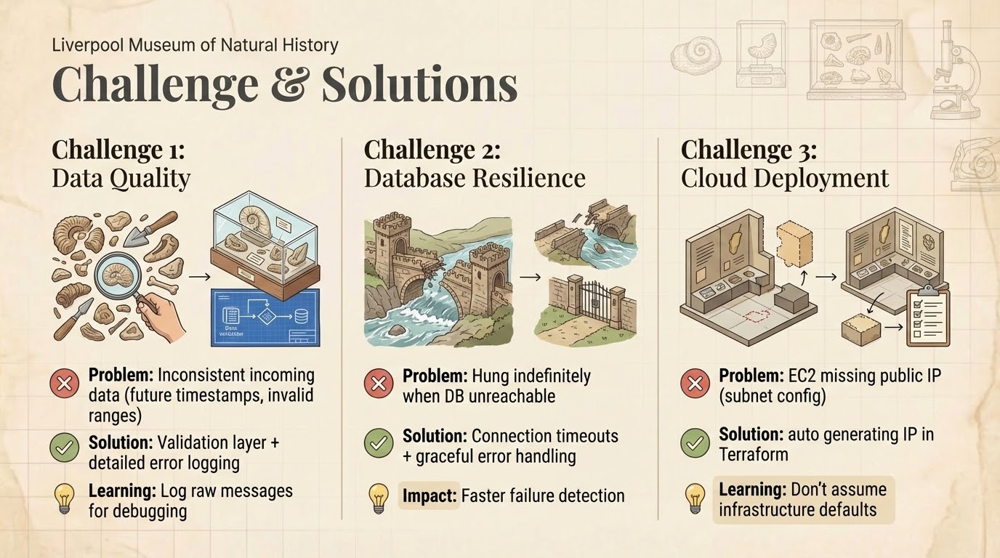 Liverpool Museum of Natural History
Challenge & Solutions
Challenge 1:
Data Quality
Data
validation
Problem: Inconsistent incoming
data (future timestamps, invalid
ranges)
Solution: Validation layer +
detailed error logging
Learning: Log raw messages
for debugging
Challenge 2:
Database Resilience
Problem: Hung indefinitely
when DB unreachable
Solution: Connection timeouts
+ graceful error handling
Impact: Faster failure detection
Challenge 3:
Cloud Deployment
Problem: EC2 missing public IP
(subnet config)
Solution: auto generating IP in
Terraform
Learning: Don’t assume
infrastructure defaults